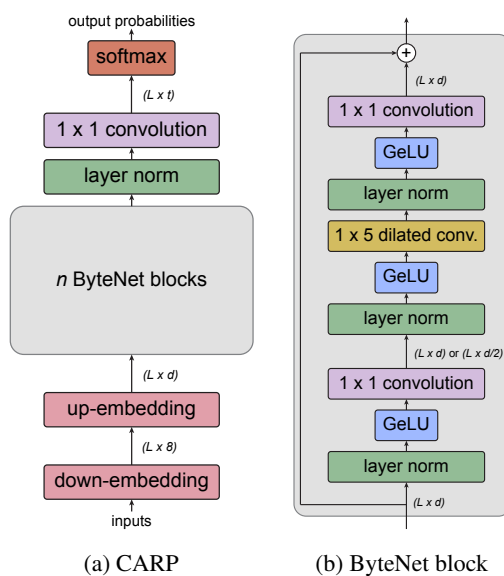 output probabilities
softmax
(L x t)
1 x 1 convolution
layer norm
n ByteNet blocks
(L x d)
up-embedding
(L x 8)
down-embedding
inputs
(a) CARP
+
(L x d)
1 x 1 convolution
GeLU
layer norm
1 x 5 dilated conv.
GeLU
layer norm
(L x d) or (L x d/2)
1 x 1 convolution
GeLU
layer norm
(L x d)
(b) ByteNet block